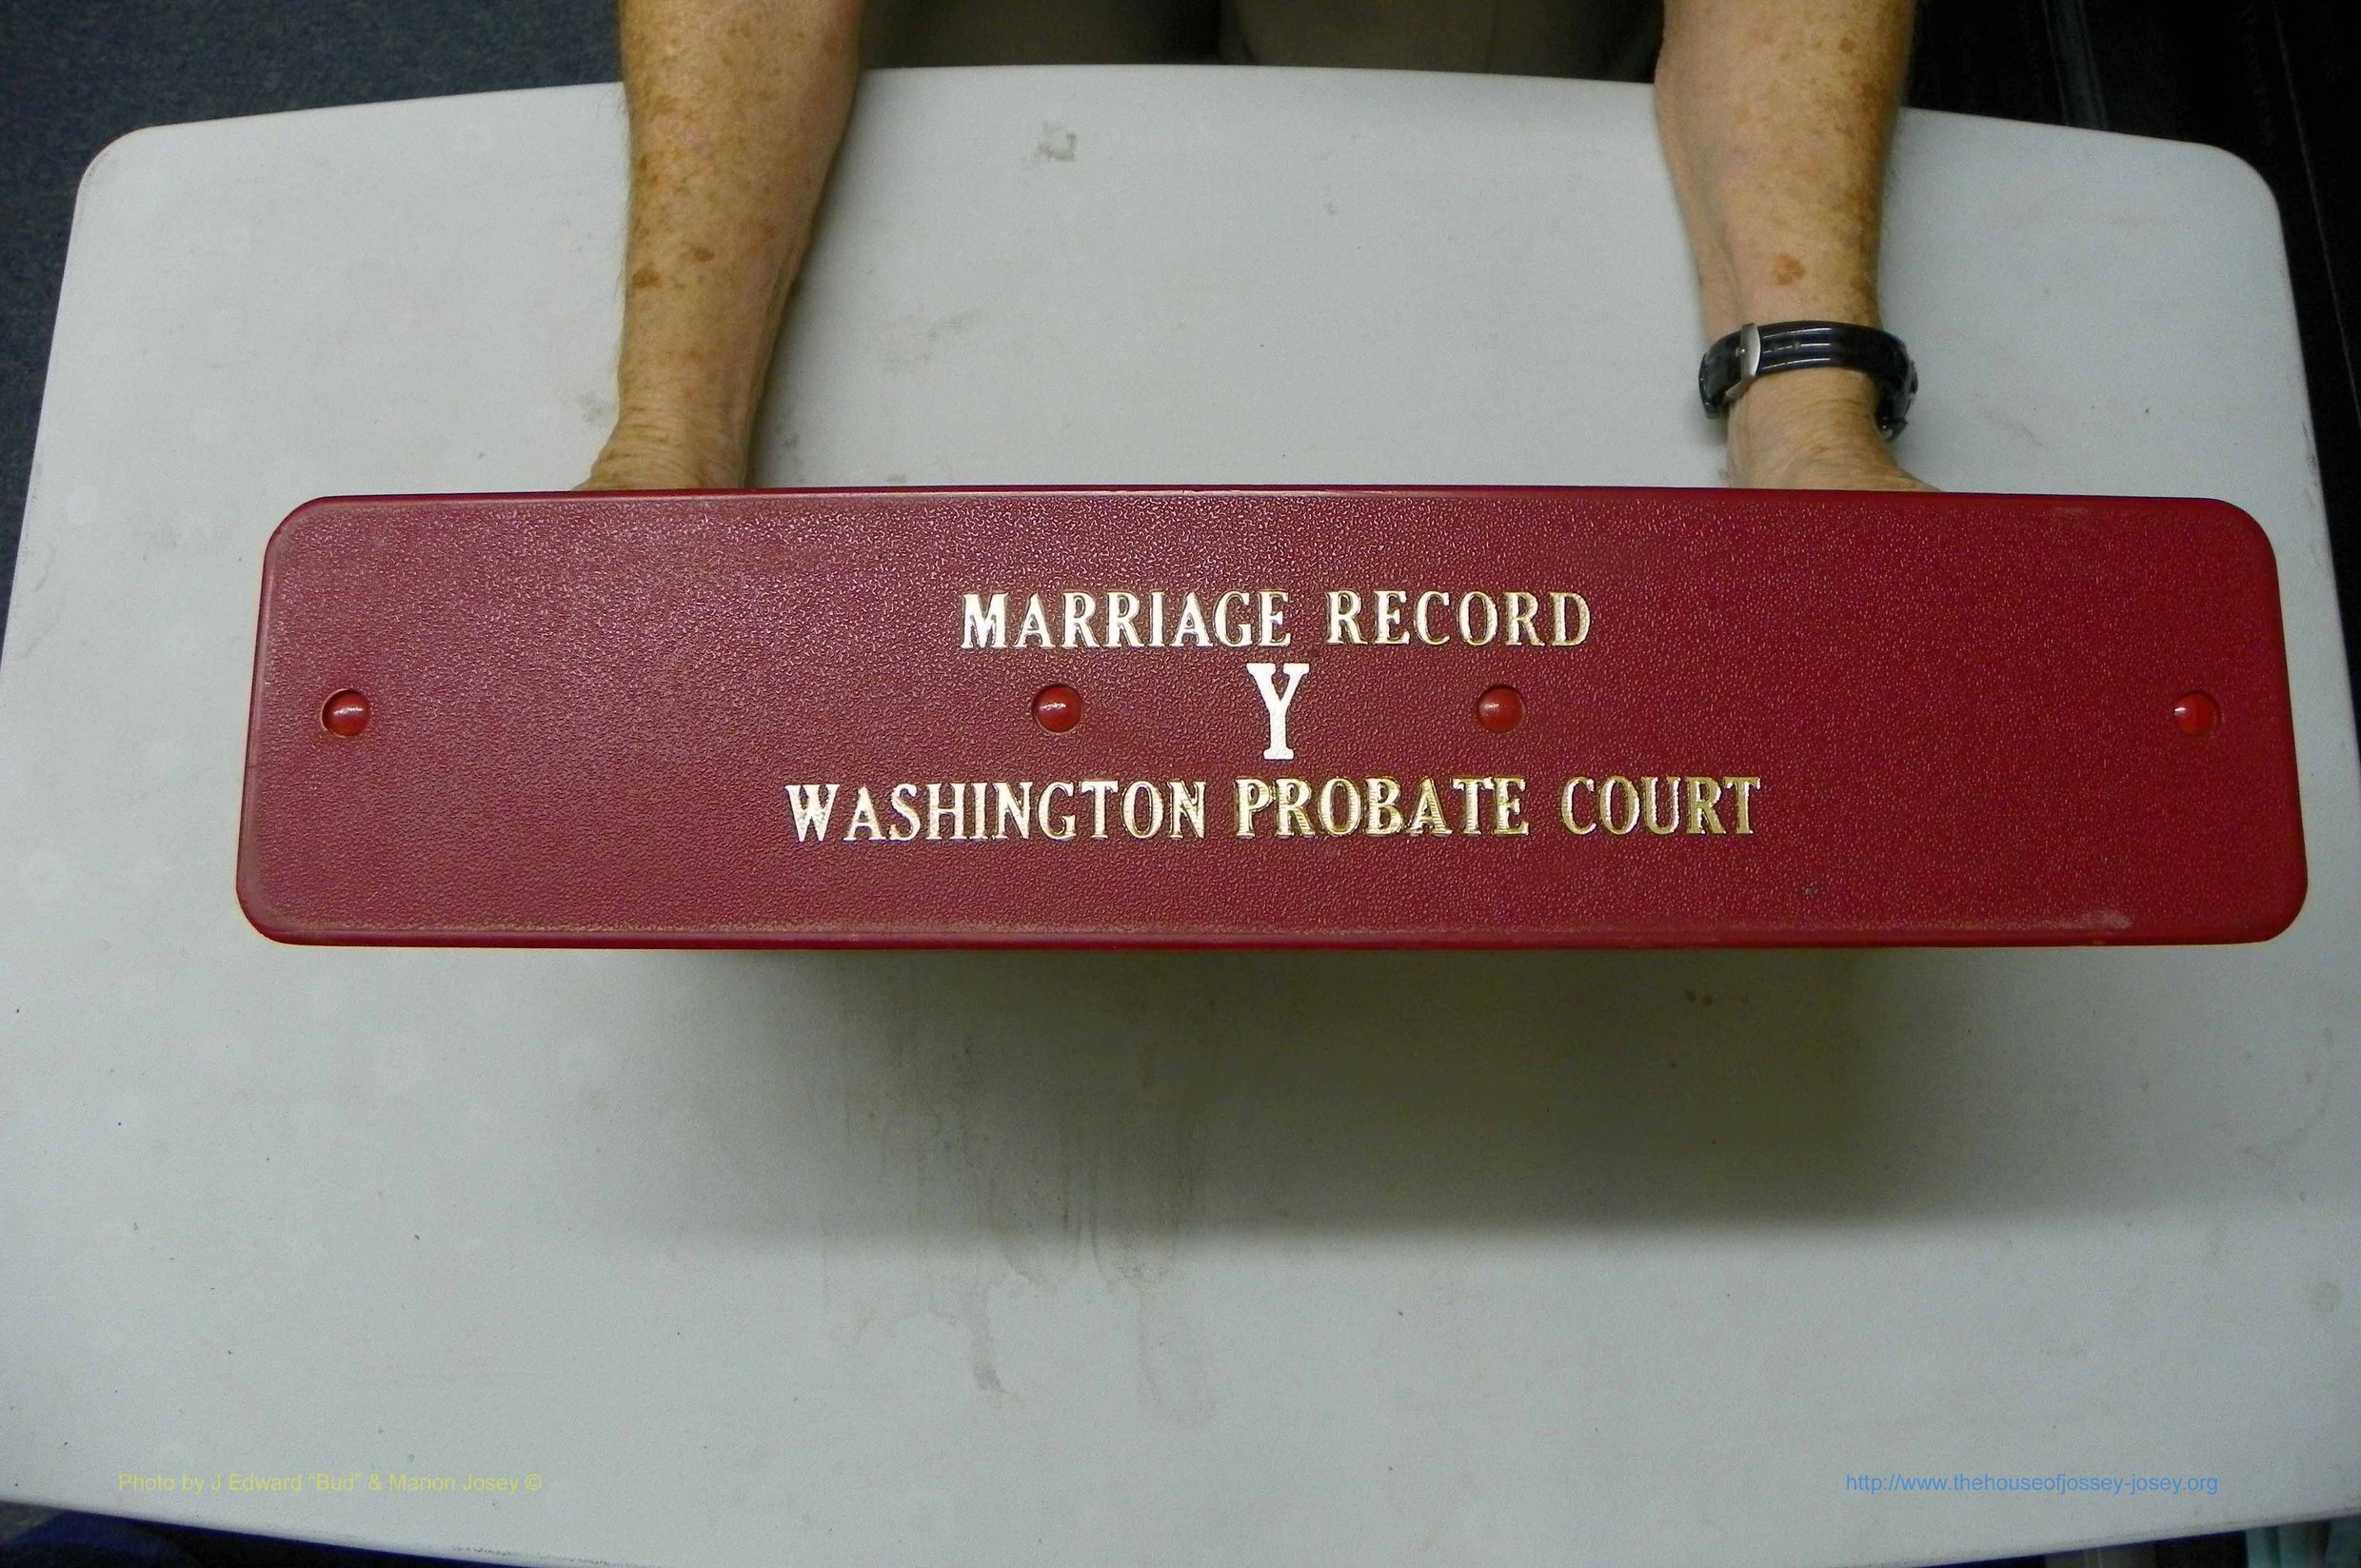 MARRIAGE RECORD
Y
WASHINGTON PROBATE COURT
Photo by J Edward "Bud" & Marion Josey ©
http://www.thehouseofjossey-josey.org